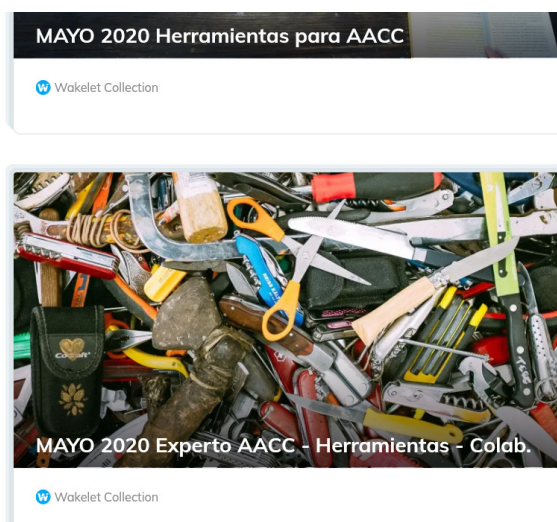 MAYO 2020 Herramientas para AACC
Wakelet Collection
MAYO 2020 Experto AACC - Herramientas - Colab.
Wakelet Collection